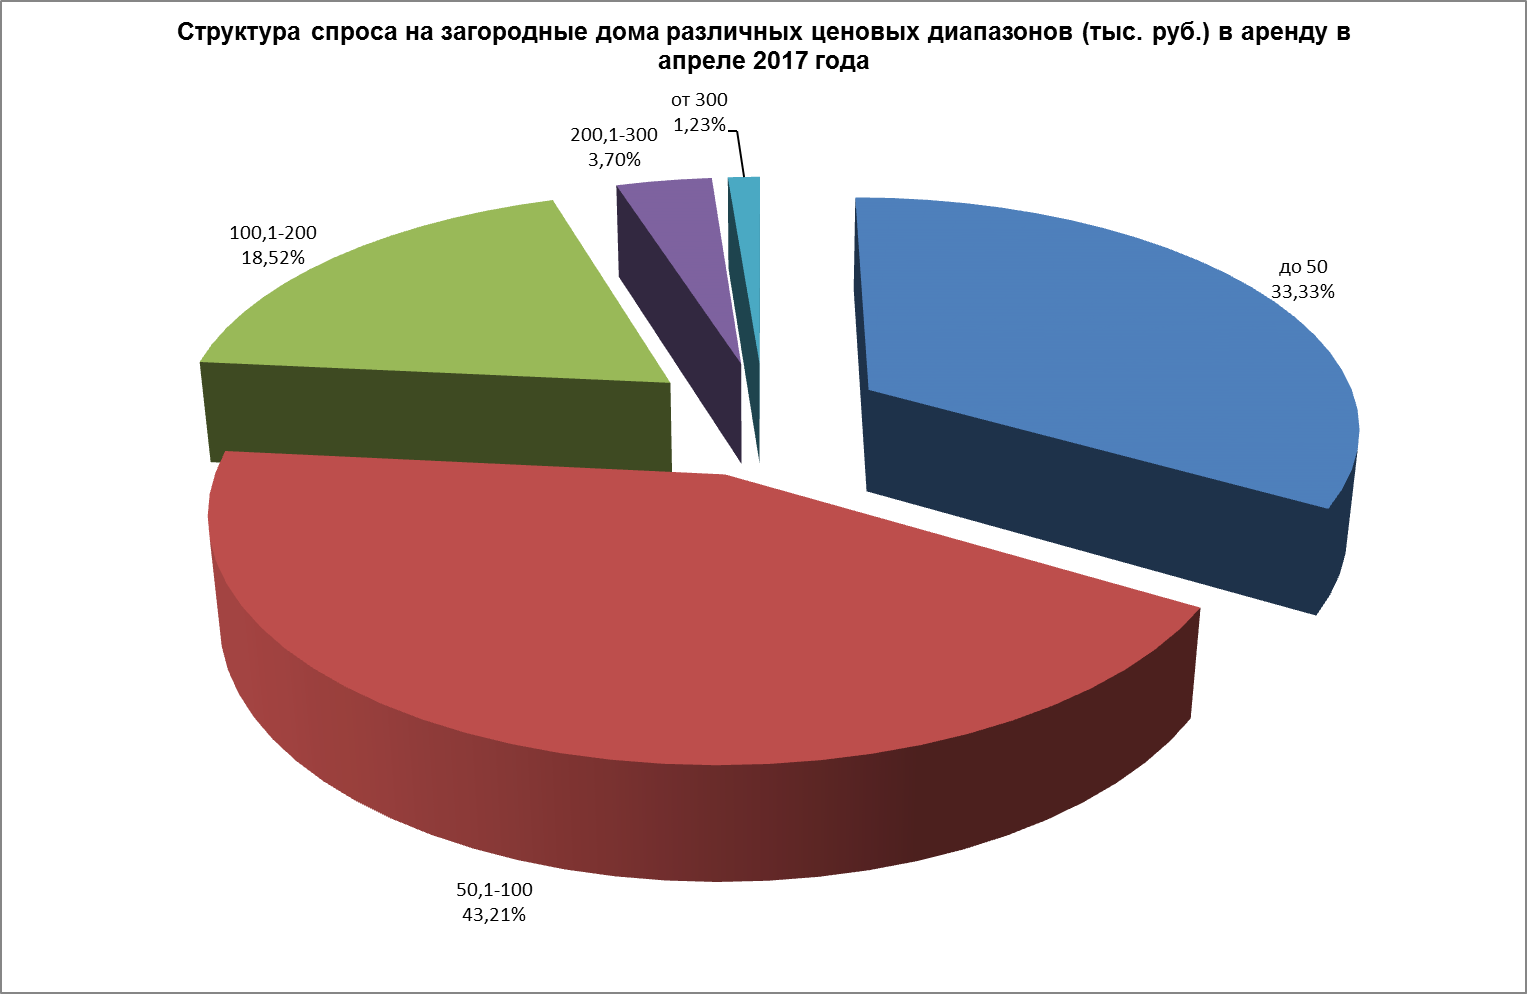 Структура спроса на загородные дома различных ценовых диапазонов (тыс. руб.) в аренду в
апреле 2017 года
от 300
1,23%
200,1-300
3,70%
100,1-200
18,52%
до 50
33,33%
50,1-100
43,21%